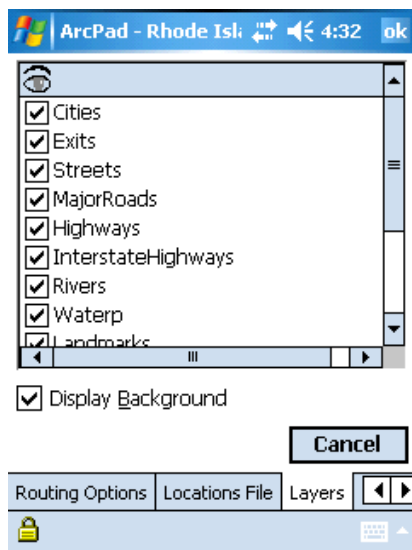 ArcPad - Rhode Isl 4:32 ok
Cities
Exits
Streets
MajorRoads
Highways
InterstateHighways
Rivers
Waterp
Landmarks
Display Background
Cancel
Routing Options Locations File Layers